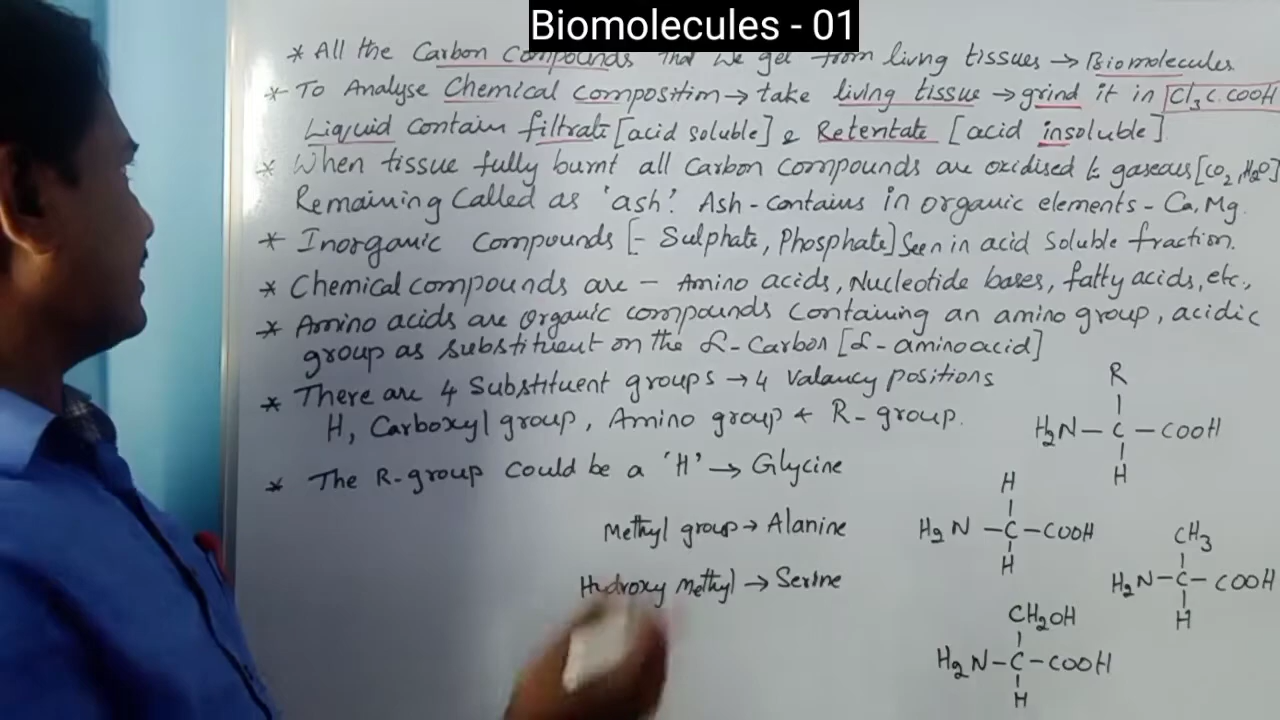 Biomolecules - 01
* All the Carbon Compounds that we get from living tissues → Biomolecules
* To Analyse Chemical composition → take living tissue → grind it in Cl3C.COOH
Liquid contain filtrate [acid soluble] & Retentate [acid insoluble].
* When tissue fully burnt all Carbon compounds are oxidised to gaseous [CO2, H2O]
Remaining Called as 'ash'. Ash - contains in organic elements - Ca, Mg.
* Inorganic Compounds [- Sulphate, Phosphate] Seen in acid Soluble fraction.
* Chemical compounds are - Amino acids, Nucleotide bases, fatty acids, etc.,
* Amino acids are Organic compounds Containing an amino group, acidic
group as substituent on the α-Carbon [α-aminoacid]
* There are 4 Substituent groups → 4 Valancy positions
H, Carboxyl group, Amino group & R-group.
R
H2N - C - COOH
H
* The R-group Could be a 'H' → Glycine
H
H2N - C - COOH
H
Methyl group → Alanine
CH3
H2N - C - COOH
H
Hydroxy Methyl → Serine
CH2OH
H2N - C - COOH
H